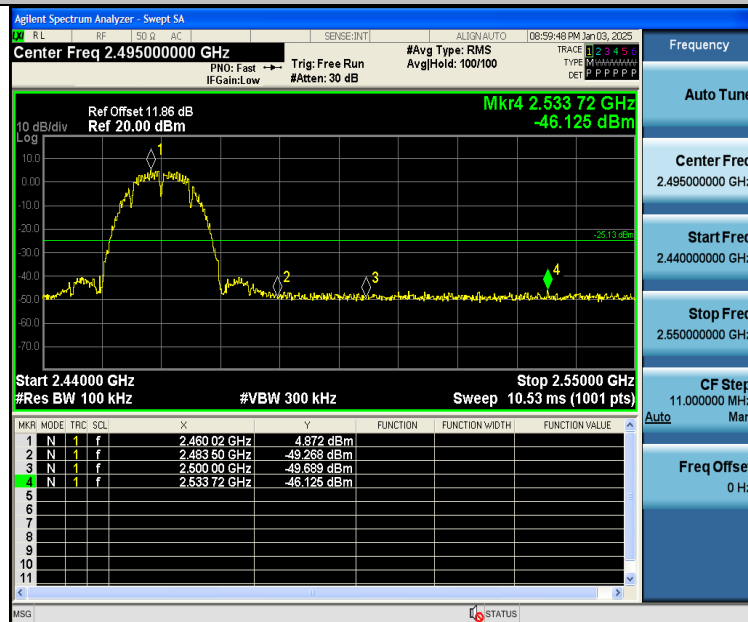 Agilent Spectrum Analyzer - Swept SA
LXI RL RF 50 Ω AC SENSE:INT ALIGN AUTO 08:59:48 PM Jan 03, 2025
Center Freq 2.495000000 GHz
PNO: Fast
IFGain:Low
Trig: Free Run
#Atten: 30 dB
#Avg Type: RMS
Avg|Hold: 100/100
TRACE 1 2 3 4 5 6
TYPE M
DET P P P P P P
Mkr4 2.533 72 GHz
-46.125 dBm
Ref Offset 11.86 dB
Ref 20.00 dBm
10 dB/div
Log
10.0
0.00
-10.0
-20.0
-30.0
-40.0
-50.0
-60.0
-70.0
1
2
3
4
-25.13 dBm
Start 2.44000 GHz Stop 2.55000 GHz
#Res BW 100 kHz #VBW 300 kHz Sweep 10.53 ms (1001 pts)
MKR MODE TRC SCL X Y FUNCTION FUNCTION WIDTH FUNCTION VALUE
1 N 1 f 2.460 02 GHz 4.872 dBm
2 N 1 f 2.483 50 GHz -49.268 dBm
3 N 1 f 2.500 00 GHz -49.689 dBm
4 N 1 f 2.533 72 GHz -46.125 dBm
5
6
7
8
9
10
11
MSG STATUS
Frequency
Auto Tune
Center Freq
2.495000000 GHz
Start Freq
2.440000000 GHz
Stop Freq
2.550000000 GHz
CF Step
11.000000 MHz
Auto Man
Freq Offset
0 Hz